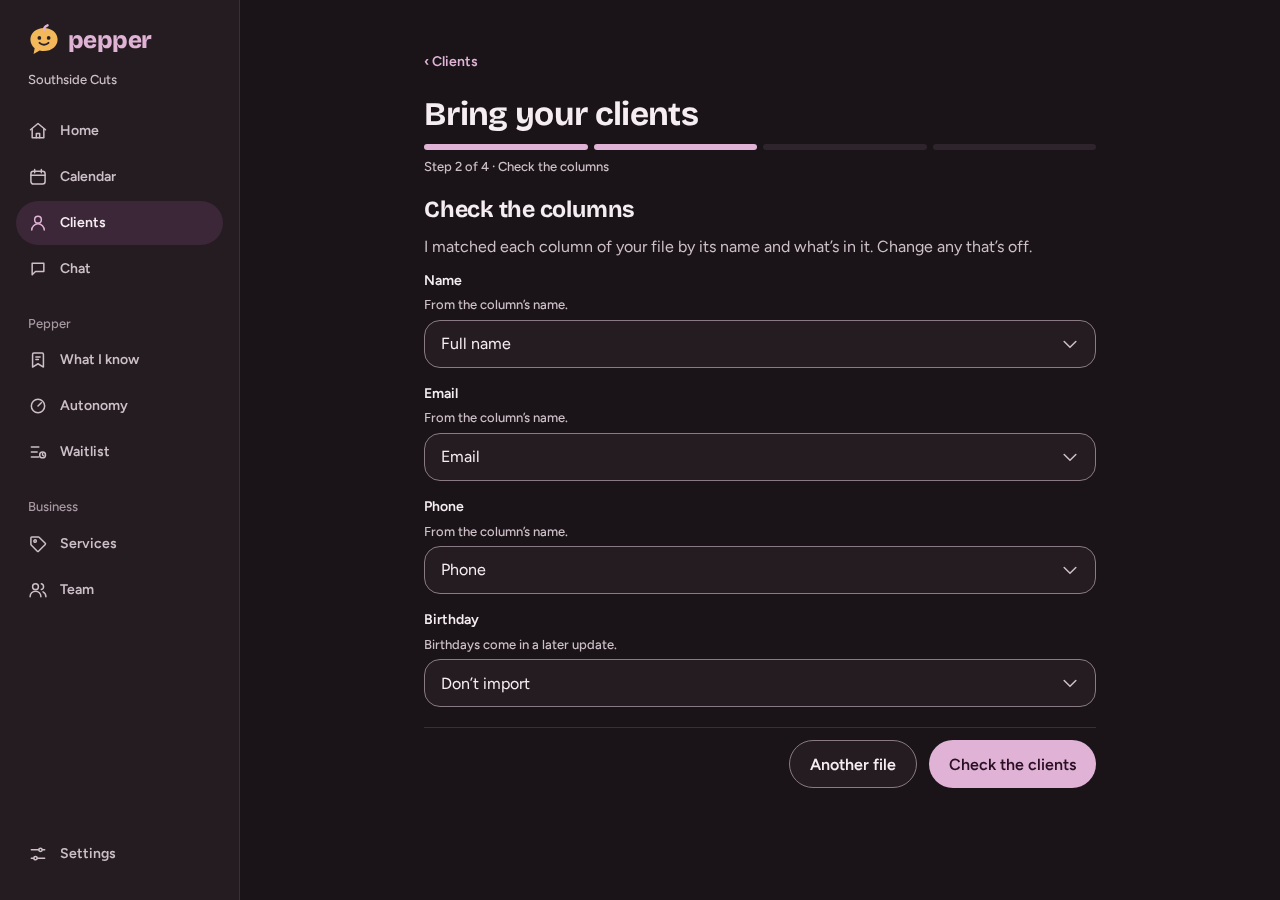 pepper
Southside Cuts
Home
Calendar
Clients
Chat
Pepper
What I know
Autonomy
Waitlist
Business
Services
Team
Settings
‹ Clients
Bring your clients
Step 2 of 4 · Check the columns
Check the columns
I matched each column of your file by its name and what’s in it. Change any that’s off.
Name
From the column’s name.
Full name
Email
From the column’s name.
Email
Phone
From the column’s name.
Phone
Birthday
Birthdays come in a later update.
Don’t import
Another file
Check the clients